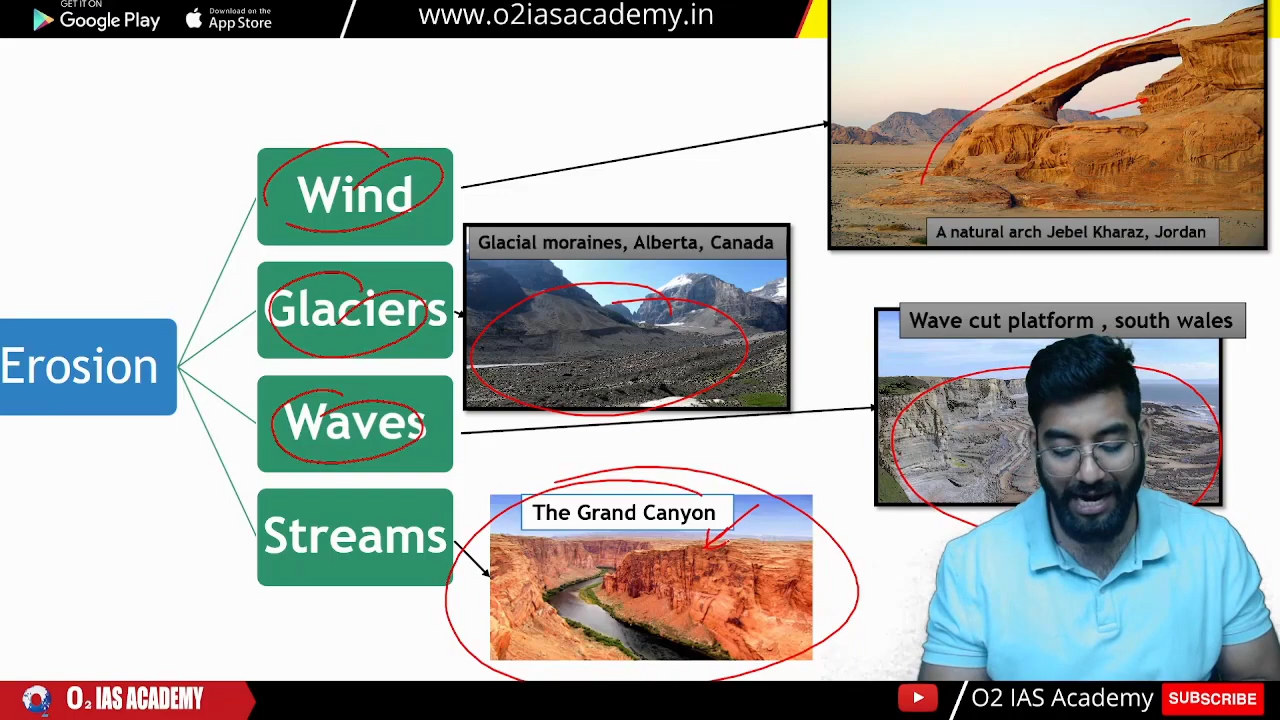 GET IT ON
Google Play
Download on the
App Store
www.o2iasacademy.in
Wind
A natural arch Jebel Kharaz, Jordan
Glacial moraines, Alberta, Canada
Glaciers
Wave cut platform , south wales
Erosion
Waves
The Grand Canyon
Streams
O2 IAS ACADEMY
O2 IAS Academy
SUBSCRIBE